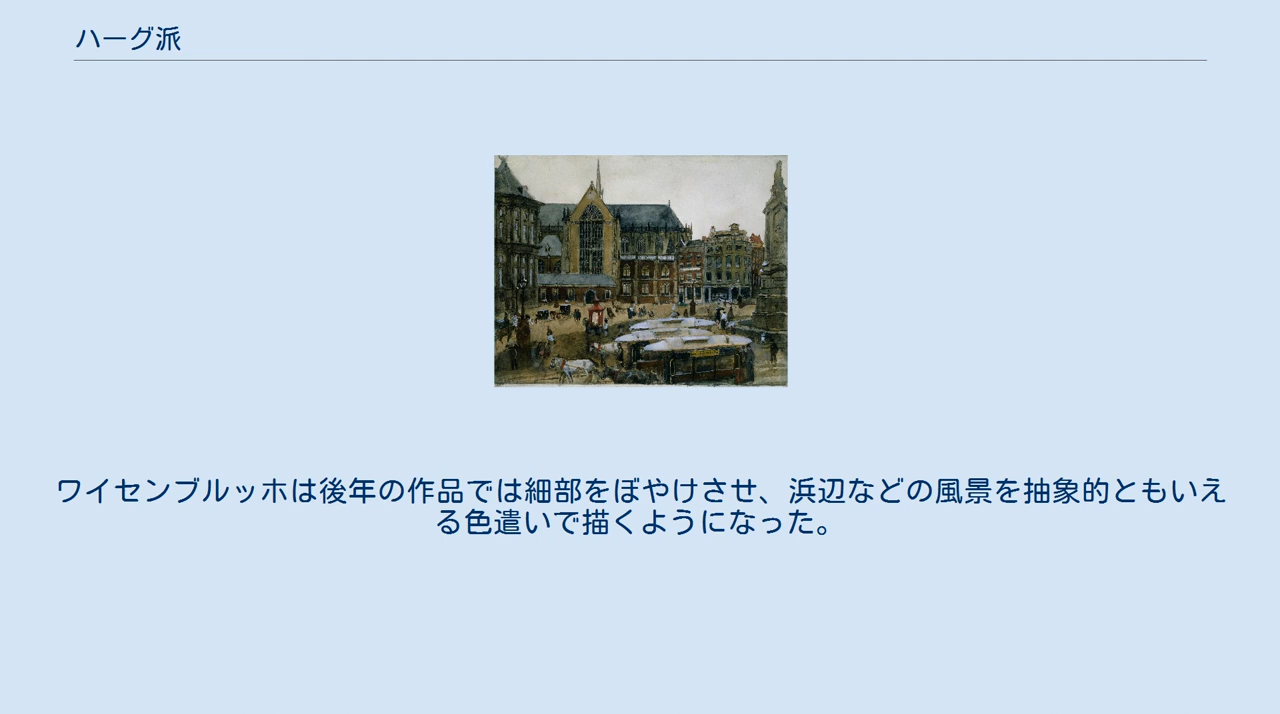 ハーグ派
ワイセンブルッホは後年の作品では細部をぼやけさせ、浜辺などの風景を抽象的ともいえ
る色遣いで描くようになった。